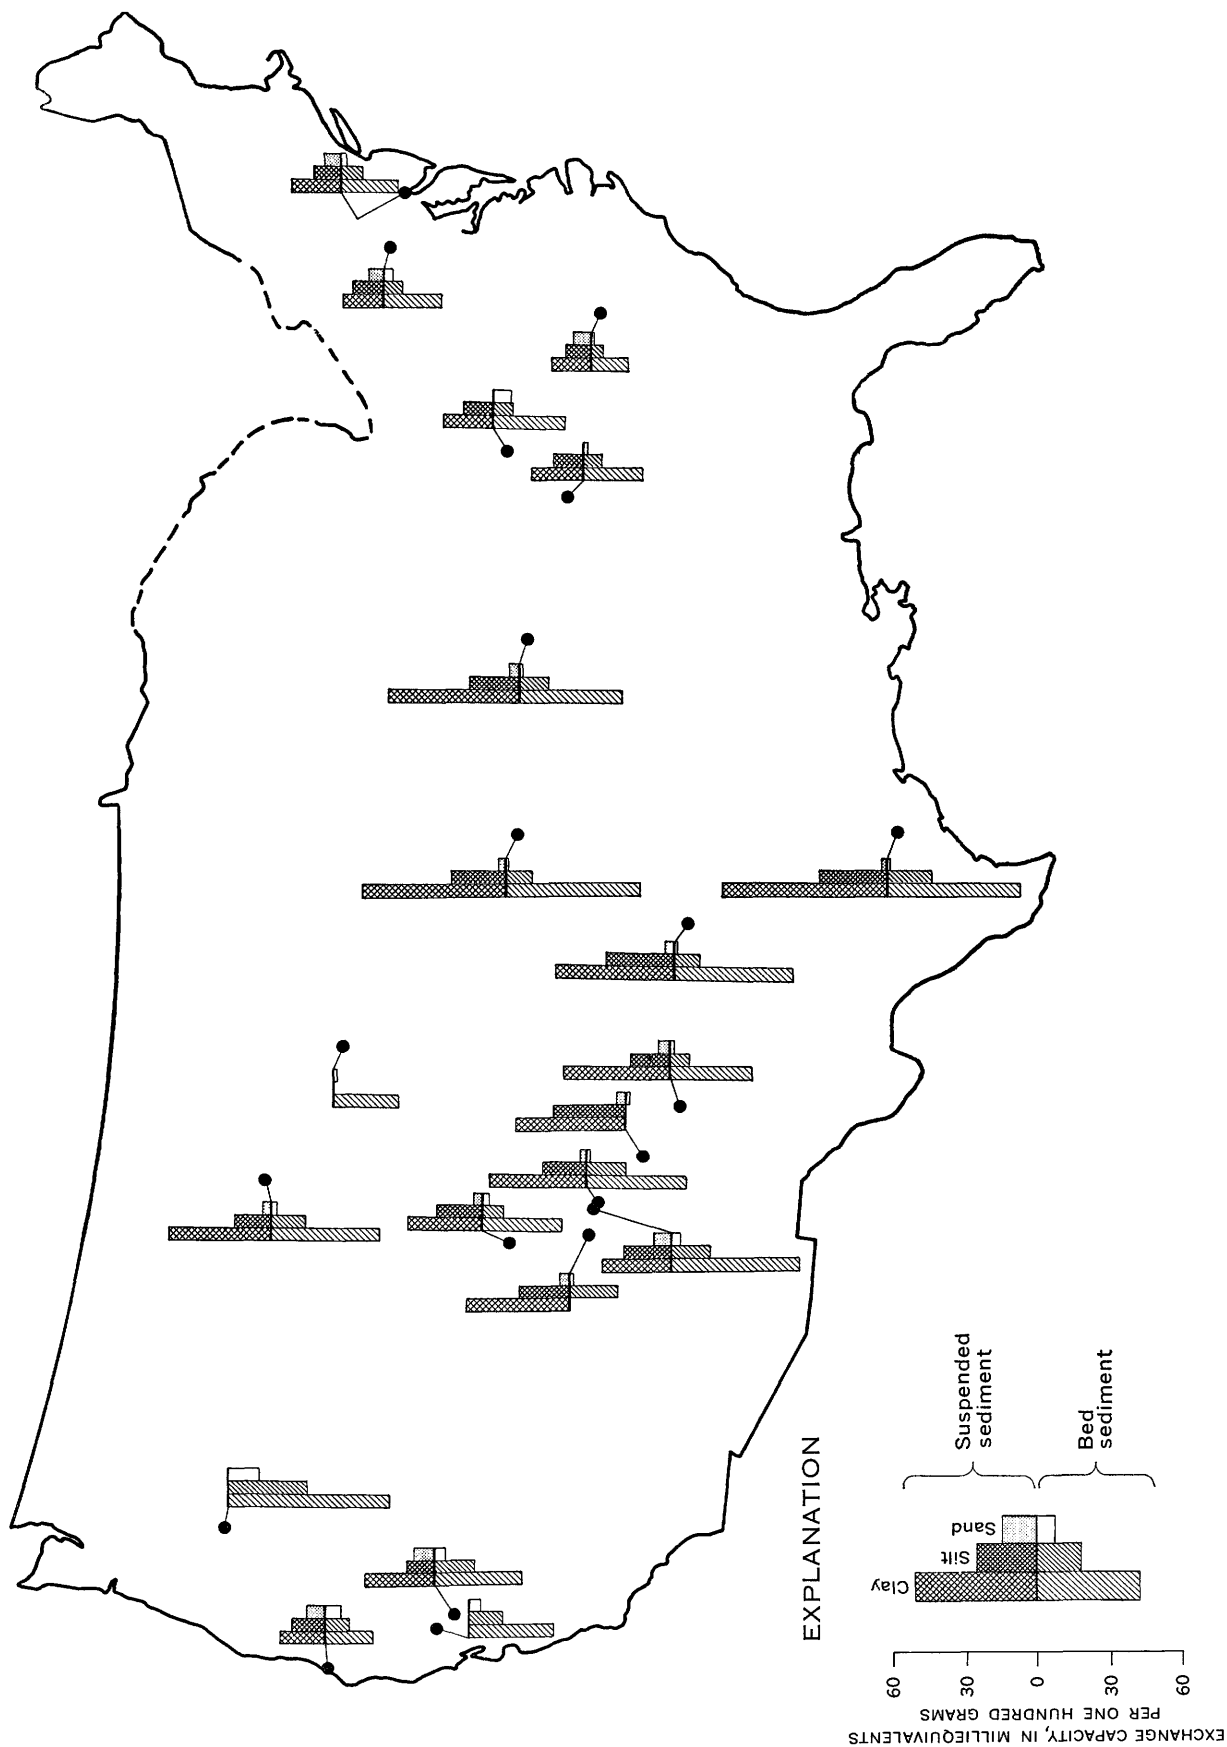 EXPLANATION
Suspended
sediment
Bed
sediment
Sand
Silt
Clay
60
30
0
30
60
EXCHANGE CAPACITY, IN MILLIEQUIVALENTS
PER ONE HUNDRED GRAMS